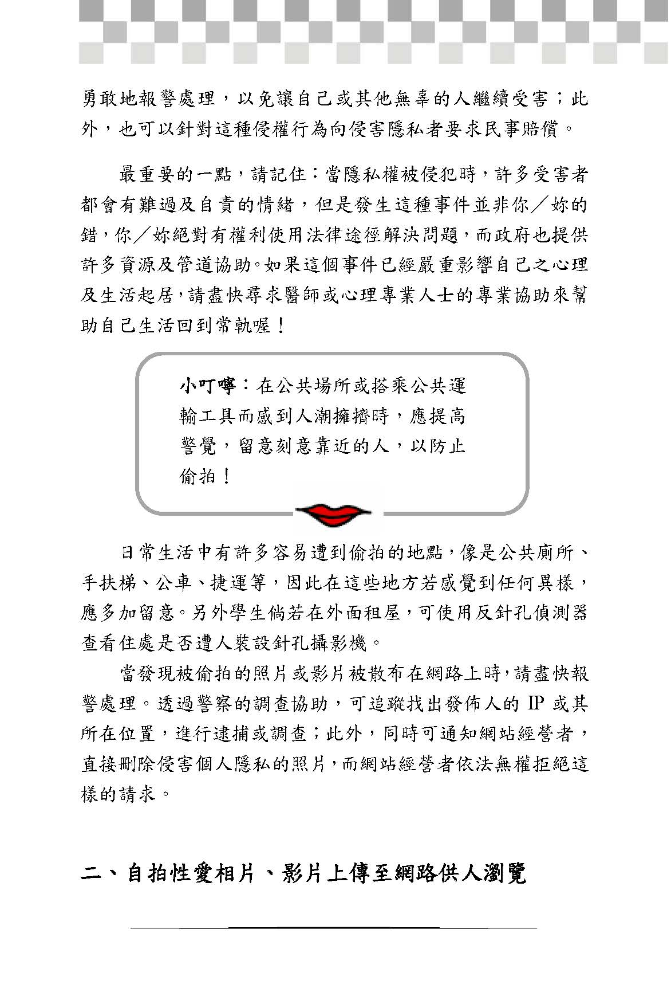 勇敢地報警處理，以免讓自己或其他無辜的人繼續受害；此
外，也可以針對這種侵權行為向侵害隱私者要求民事賠償。
最重要的一點，請記住：當隱私權被侵犯時，許多受害者
都會有難過及自責的情緒，但是發生這種事件並非你／妳的
錯，你／妳絕對有權利使用法律途徑解決問題，而政府也提供
許多資源及管道協助。如果這個事件已經嚴重影響自己之心理
及生活起居，請盡快尋求醫師或心理專業人士的專業協助來幫
助自己生活回到常軌喔！
小叮嚀：在公共場所或搭乘公共運
輸工具而感到人潮擁擠時，應提高
警覺，留意刻意靠近的人，以防止
偷拍！
日常生活中有許多容易遭到偷拍的地點，像是公共廁所、
手扶梯、公車、捷運等，因此在這些地方若感覺到任何異樣，
應多加留意。另外學生倘若在外面租屋，可使用反針孔偵測器
查看住處是否遭人裝設針孔攝影機。
當發現被偷拍的照片或影片被散布在網路上時，請盡快報
警處理。透過警察的調查協助，可追蹤找出發佈人的 IP 或其
所在位置，進行逮捕或調查；此外，同時可通知網站經營者，
直接刪除侵害個人隱私的照片，而網站經營者依法無權拒絕這
樣的請求。
二、自拍性愛相片、影片上傳至網路供人瀏覽